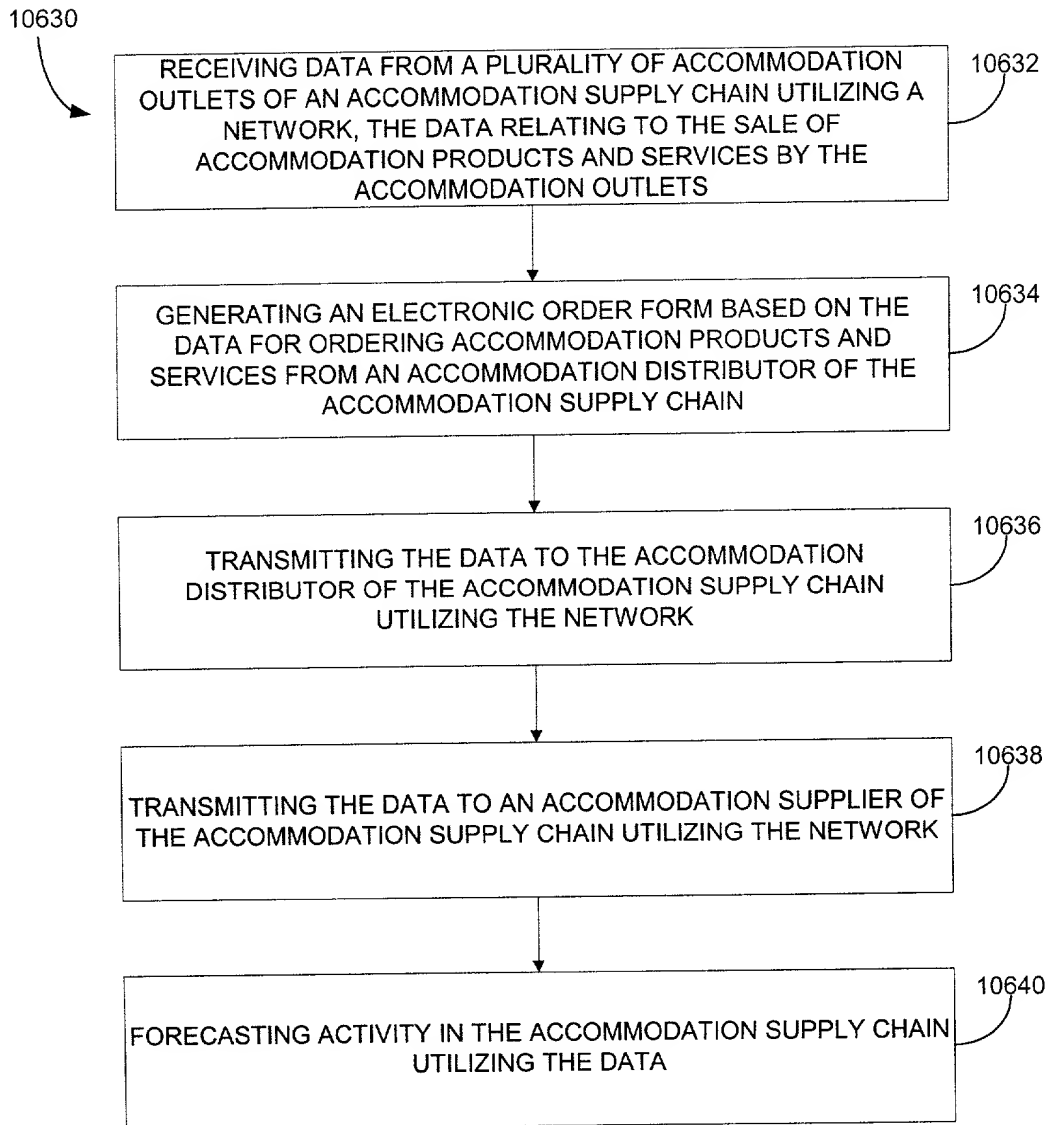 10630
RECEIVING DATA FROM A PLURALITY OF ACCOMMODATION
OUTLETS OF AN ACCOMMODATION SUPPLY CHAIN UTILIZING A
NETWORK, THE DATA RELATING TO THE SALE OF
ACCOMMODATION PRODUCTS AND SERVICES BY THE
ACCOMMODATION OUTLETS
10632
GENERATING AN ELECTRONIC ORDER FORM BASED ON THE
DATA FOR ORDERING ACCOMMODATION PRODUCTS AND
SERVICES FROM AN ACCOMMODATION DISTRIBUTOR OF THE
ACCOMMODATION SUPPLY CHAIN
10634
TRANSMITTING THE DATA TO THE ACCOMMODATION
DISTRIBUTOR OF THE ACCOMMODATION SUPPLY CHAIN
UTILIZING THE NETWORK
10636
TRANSMITTING THE DATA TO AN ACCOMMODATION SUPPLIER OF
THE ACCOMMODATION SUPPLY CHAIN UTILIZING THE NETWORK
10638
FORECASTING ACTIVITY IN THE ACCOMMODATION SUPPLY CHAIN
UTILIZING THE DATA
10640